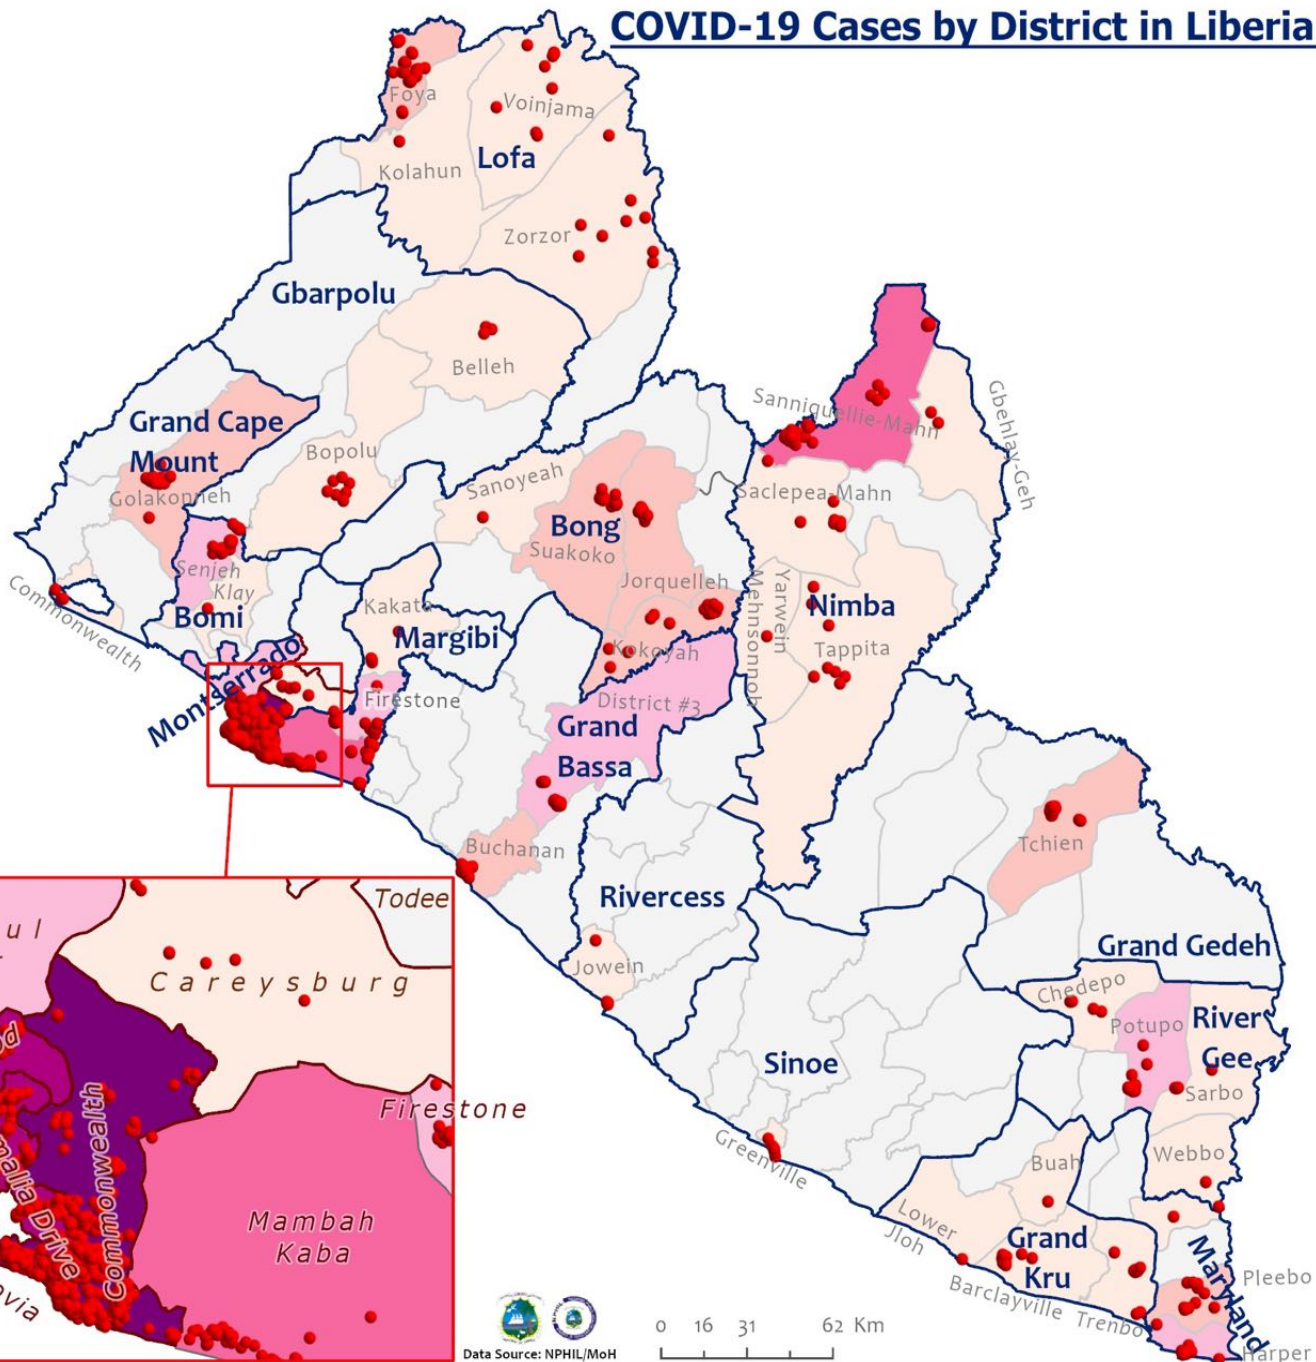 COVID-19 Cases by District in Liberia
Foya
Voinjama
Lofa
Kolahun
Zorzor
Gbarpolu
Belleh
Sanniquellie-Mahn
Gbehlay-Geh
Grand Cape
Mount
Golakonneh
Bopolu
Sanoyeah
Saclepea-Mahn
Bong
Suakoko
Senjeh
Klay
Jorquelleh
Yarwein
Mehnsonnoh
Nimba
Commonwealth
Bomi
Kakata
Margibi
Kokoyah
Tappita
Montserrado
Firestone
District #3
Grand
Bassa
Buchanan
Tchien
Rivercess
Jowein
Grand Gedeh
Chedepo
Potupo
River
Gee
Sarbo
Sinoe
Greenville
Buah
Webbo
Lower
Jloh
Grand
Kru
Barclayville
Trenbo
Maryland
Pleebo
Harper
Todee
ul
Careysburg
Firestone
Commonwealth
malia Drive
Mambah
Kaba
ovia
0 16 31 62 Km
Data Source: NPHIL/MoH